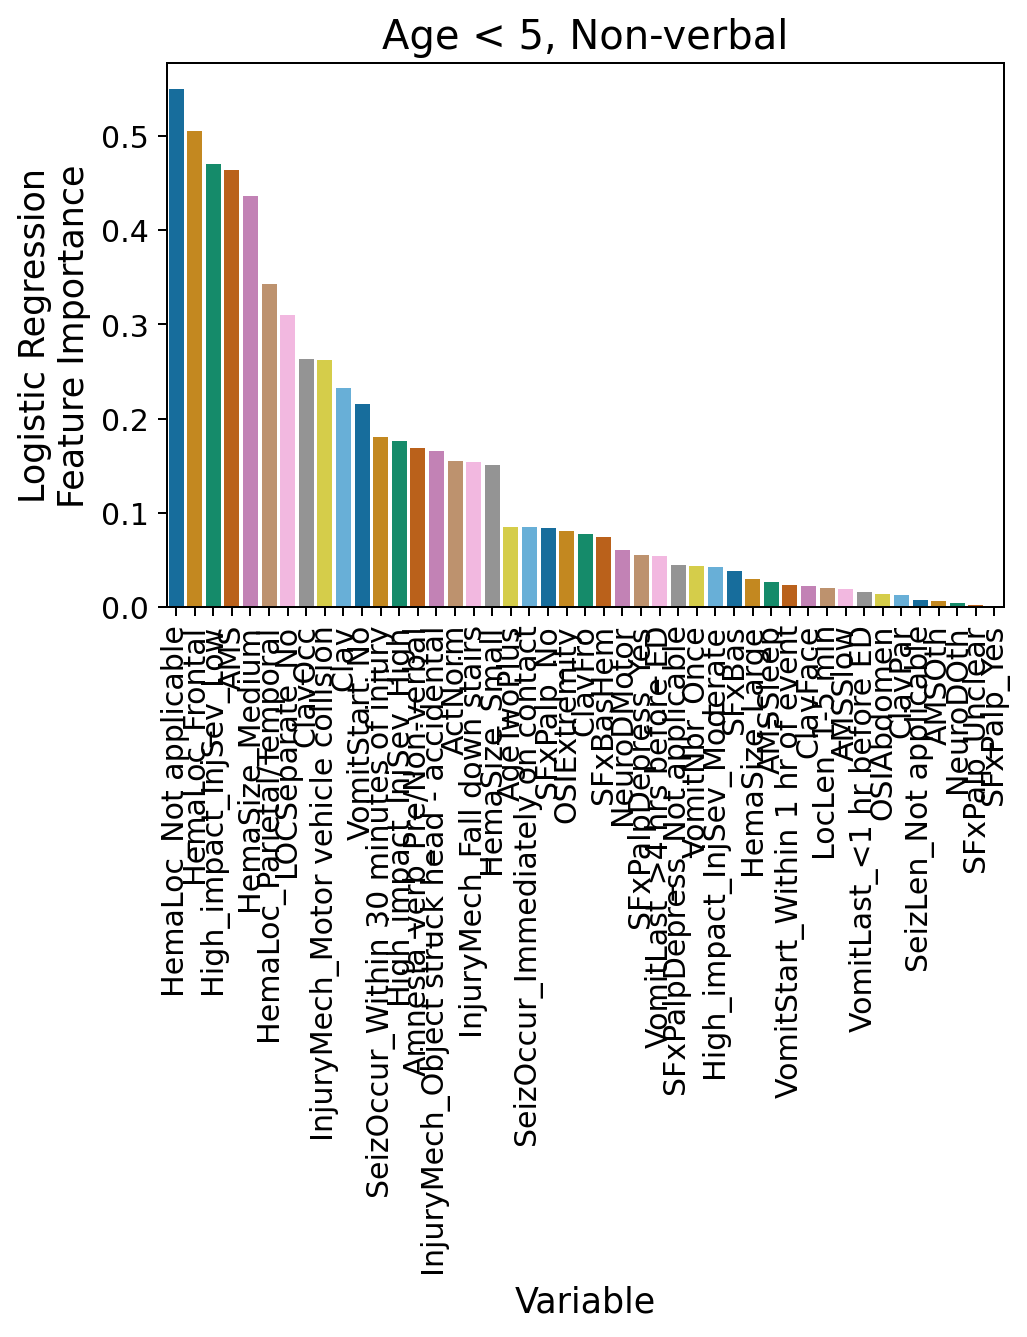 Age < 5, Non-verbal
Logistic Regression
Feature Importance
0.5
0.4
0.3
0.2
0.1
0.0
HemaLoc_Not applicable
HemaLoc_Frontal
High_impact_InjSev_Low
AMS
HemaSize_Medium
HemaLoc_Parietal/Temporal
LOCSeparate_No
ClavOcc
InjuryMech_Motor vehicle collision
Clav
VomitStart_No
SeizOccur_Within 30 minutes of injury
High_impact_InjSev_High
Amnesia_verb_Pre/Non-verbal
InjuryMech_Object struck head - accidental
ActNorm
InjuryMech_Fall down stairs
HemaSize_Small
AgeTwoPlus
SeizOccur_Immediately on contact
SFxPalp_No
OSIExtremity
ClavFro
SFxBasHem
NeuroDMotor
SFxPalpDepress_Yes
VomitLast_>4 hrs before ED
SFxPalpDepress_Not applicable
VomitNbr_Once
High_impact_InjSev_Moderate
SFxBas
HemaSize_Large
AMSSleep
VomitStart_Within 1 hr of event
ClavFace
LocLen_1-5 min
AMSSlow
VomitLast_<1 hr before ED
OSIAbdomen
ClavPar
SeizLen_Not applicable
AMSOth
NeuroDOth
SFxPalp_Unclear
SFxPalp_Yes
Variable